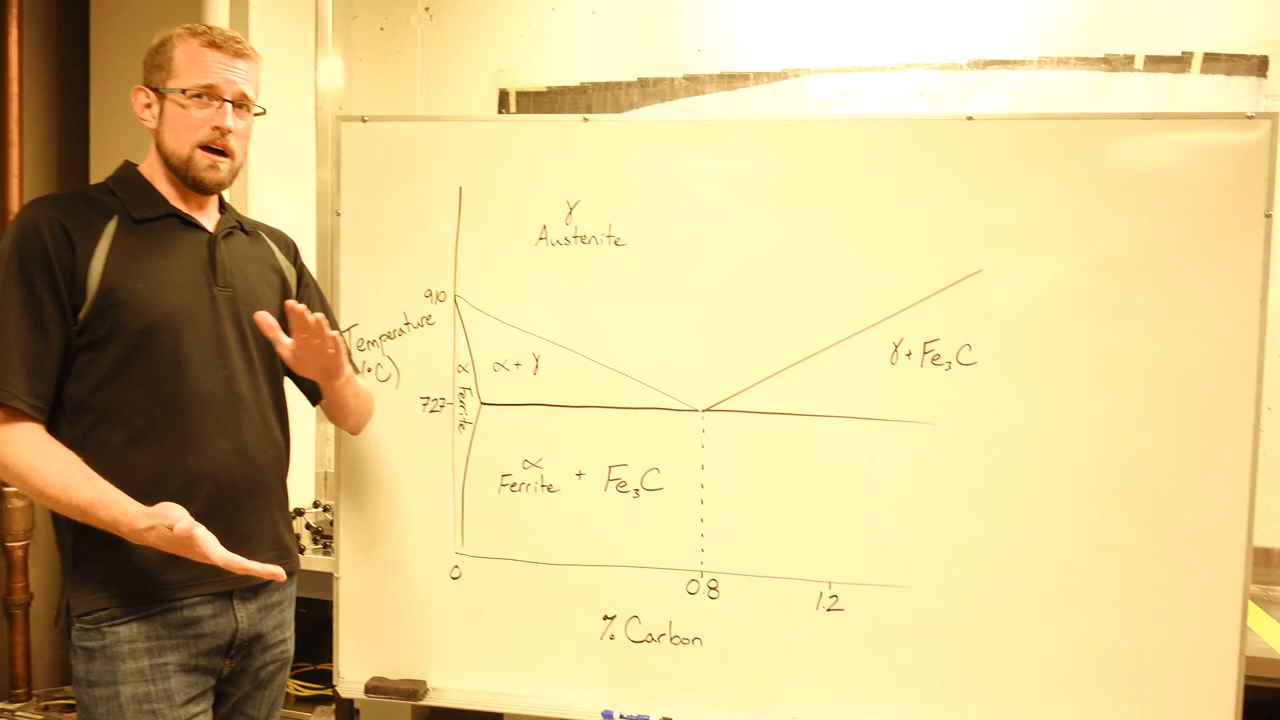 γ
Austenite
910
Temperature
(°C)
α + γ
γ + Fe₃C
α Ferrite
727
α
Ferrite + Fe₃C
0
0.8
1.2
% Carbon